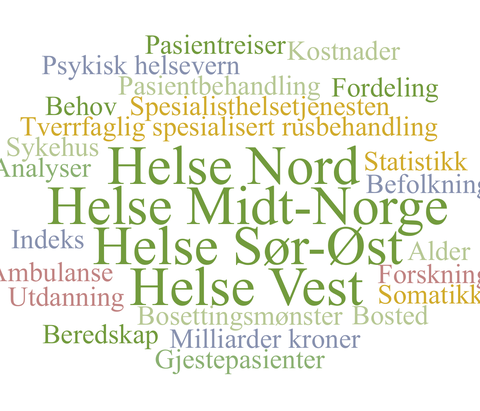 Pasientreiser Kostnader
Psykisk helsevern
Pasientbehandling Fordeling
Behov Spesialisthelsetjenesten
Tverrfaglig spesialisert rusbehandling
Sykehus Helse Nord Statistikk
Analyser Befolkning
Helse Midt-Norge
Indeks Helse Sør-Øst Alder
Ambulanse Helse Vest Forskning
Utdanning Somatikk
Bosettingsmønster Bosted
Beredskap Milliarder kroner
Gjestepasienter